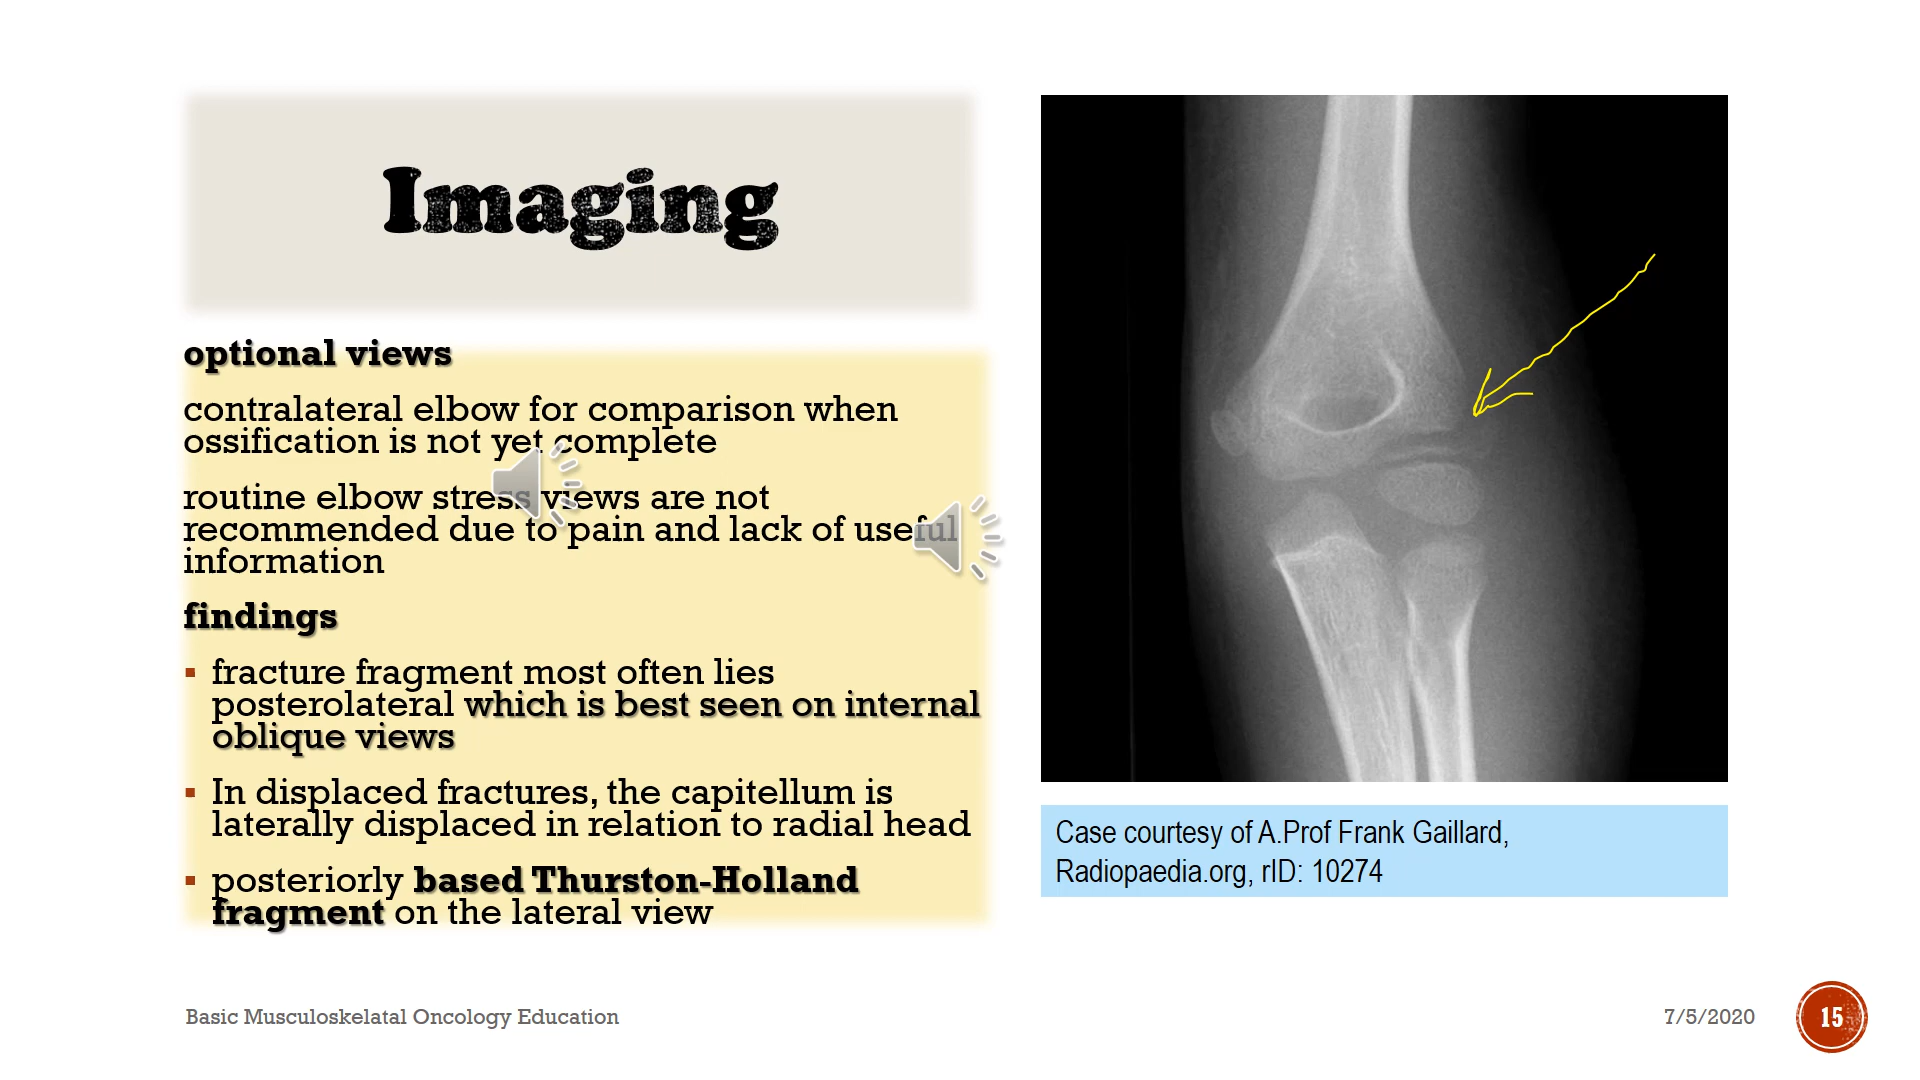 Imaging
optional views
contralateral elbow for comparison when
ossification is not yet complete
routine elbow stress views are not
recommended due to pain and lack of useful
information
findings
▪ fracture fragment most often lies
posterolateral which is best seen on internal
oblique views
▪ In displaced fractures, the capitellum is
laterally displaced in relation to radial head
▪ posteriorly based Thurston-Holland
fragment on the lateral view
Case courtesy of A.Prof Frank Gaillard,
Radiopaedia.org, rID: 10274
Basic Musculoskelatal Oncology Education
7/5/2020
15